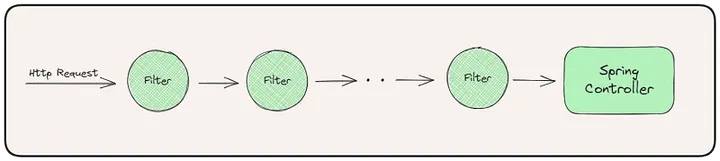 Http Request
Filter
Filter
Filter
Spring
Controller